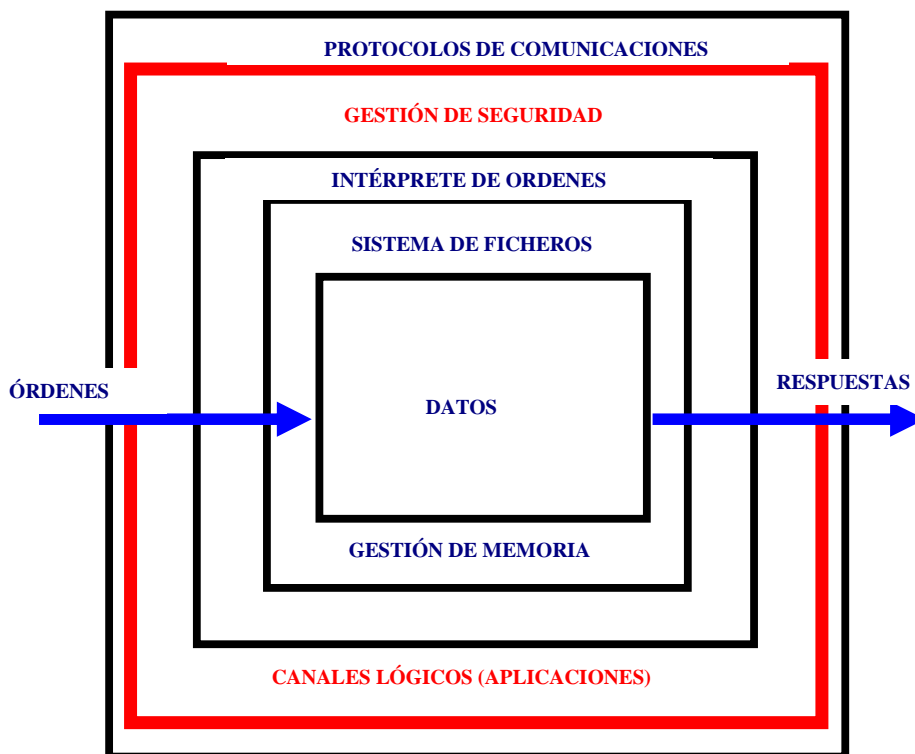 PROTOCOLOS DE COMUNICACIONES
GESTIÓN DE SEGURIDAD
INTÉRPRETE DE ORDENES
SISTEMA DE FICHEROS
ÓRDENES
DATOS
RESPUESTAS
GESTIÓN DE MEMORIA
CANALES LÓGICOS (APLICACIONES)